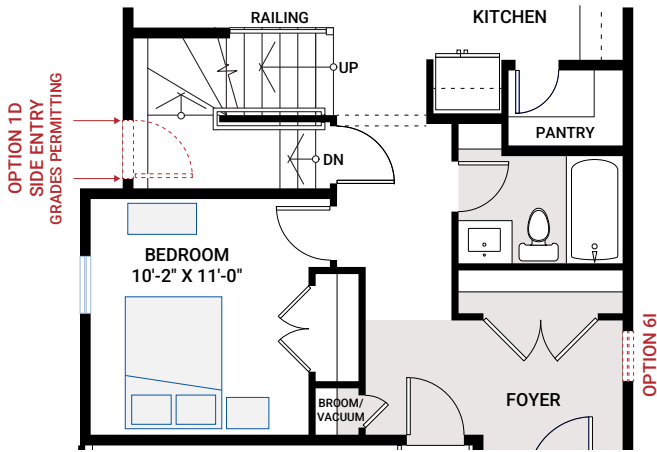 RAILING
KITCHEN
UP
PANTRY
OPTION 1D
SIDE ENTRY
GRADES PERMITTING
DN
BEDROOM
10'-2" X 11'-0"
OPTION 6I
BROOM/
VACUUM
FOYER